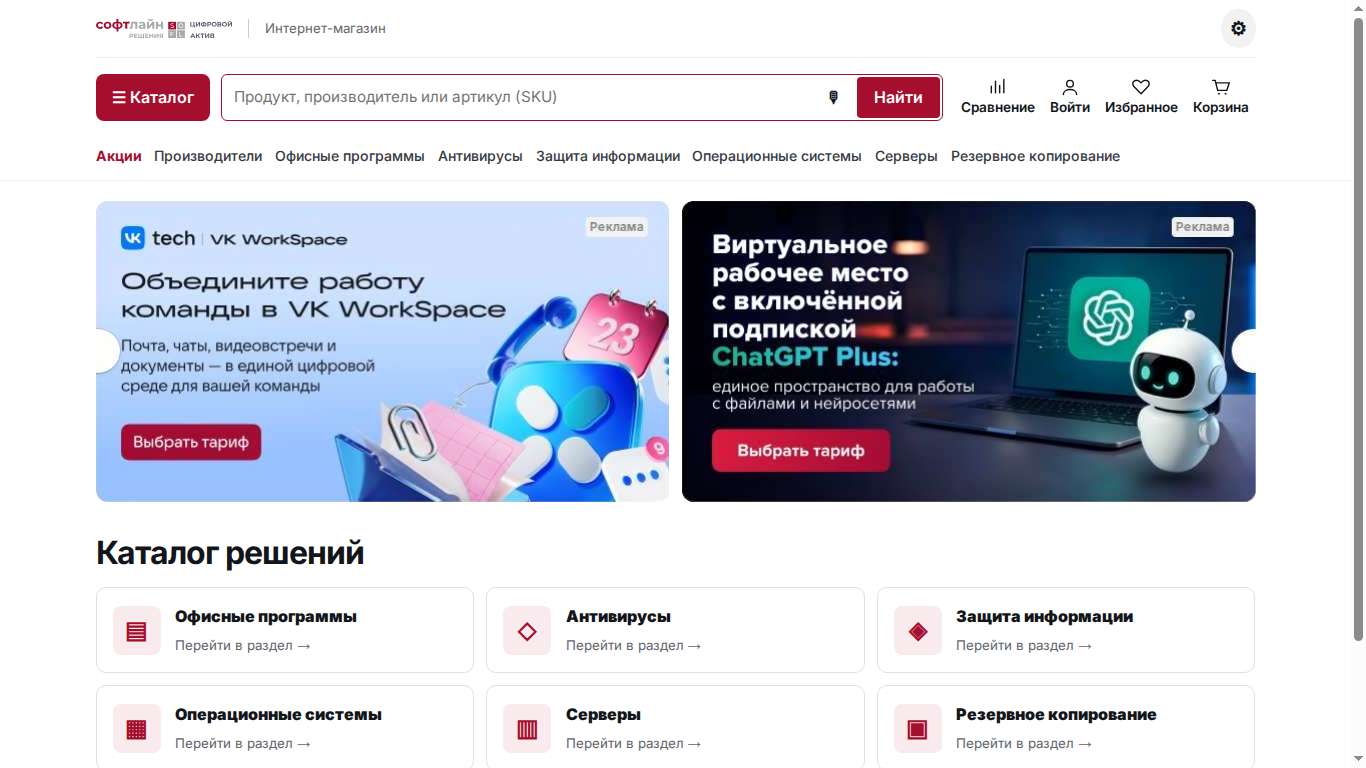 софтлайн
РЕШЕНИЯ
SOFL
ЦИФРОВОЙ
АКТИВ
Интернет-магазин
☰ Каталог
Продукт, производитель или артикул (SKU)
Найти
Сравнение
Войти
Избранное
Корзина
Акции
Производители
Офисные программы
Антивирусы
Защита информации
Операционные системы
Серверы
Резервное копирование
Реклама
VK tech | VK WorkSpace
Объедините работу
команды в VK WorkSpace
Почта, чаты, видеовстречи и
документы — в единой цифровой
среде для вашей команды
Выбрать тариф
23
9
Реклама
Виртуальное
рабочее место
с включённой
подпиской
ChatGPT Plus:
единое пространство для работы
с файлами и нейросетями
Выбрать тариф
Каталог решений
Офисные программы
Перейти в раздел →
Антивирусы
Перейти в раздел →
Защита информации
Перейти в раздел →
Операционные системы
Перейти в раздел →
Серверы
Перейти в раздел →
Резервное копирование
Перейти в раздел →